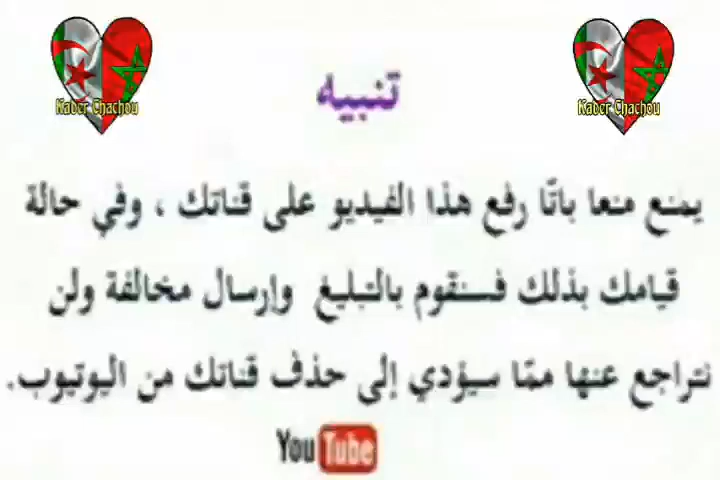 Kader Chachou
Kader Chachou
تنبيه
يمنع منعا باتّا رفع هذا الفيديو على قناتك ، وفي حالة
قيامك بذلك فسنقوم بالتبليغ وإرسال مخالفة ولن
نتراجع عنها ممّا سيؤدي إلى حذف قناتك من اليوتيوب.
YouTube